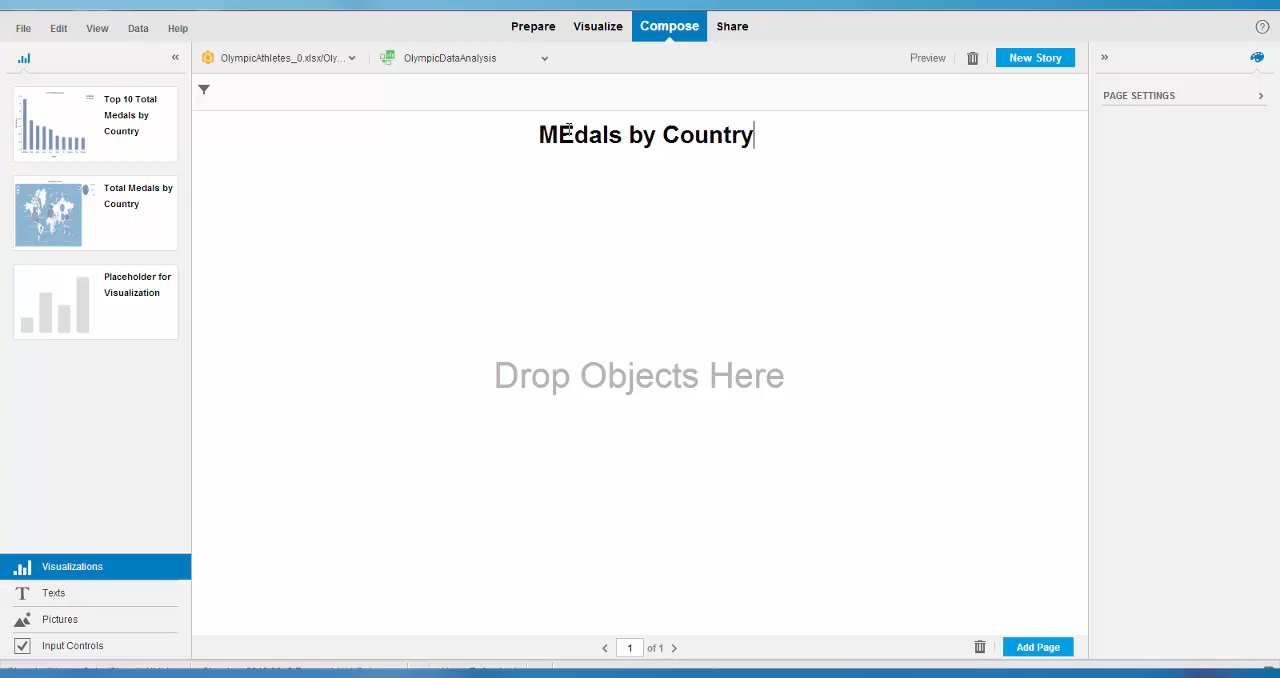 File Edit View Data Help
Prepare Visualize Compose Share
OlympicAthletes_0.xlsx/Oly... OlympicDataAnalysis
Preview New Story
Top 10 Total
Medals by
Country
Total Medals by
Country
Placeholder for
Visualization
MEdals by Country
Drop Objects Here
PAGE SETTINGS
Visualizations
Texts
Pictures
Input Controls
1 of 1
Add Page